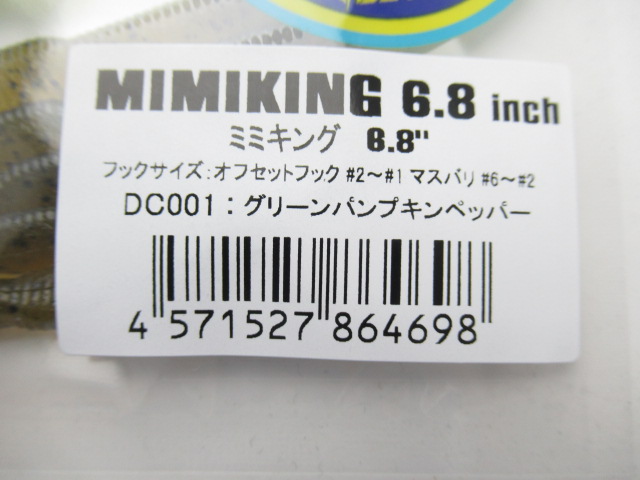 MIMIKING 6.8 inch
ミミキング 6.8"
フックサイズ:オフセットフック #2〜#1 マスバリ #6〜#2
DC001:グリーンパンプキンペッパー
4 571527 864698